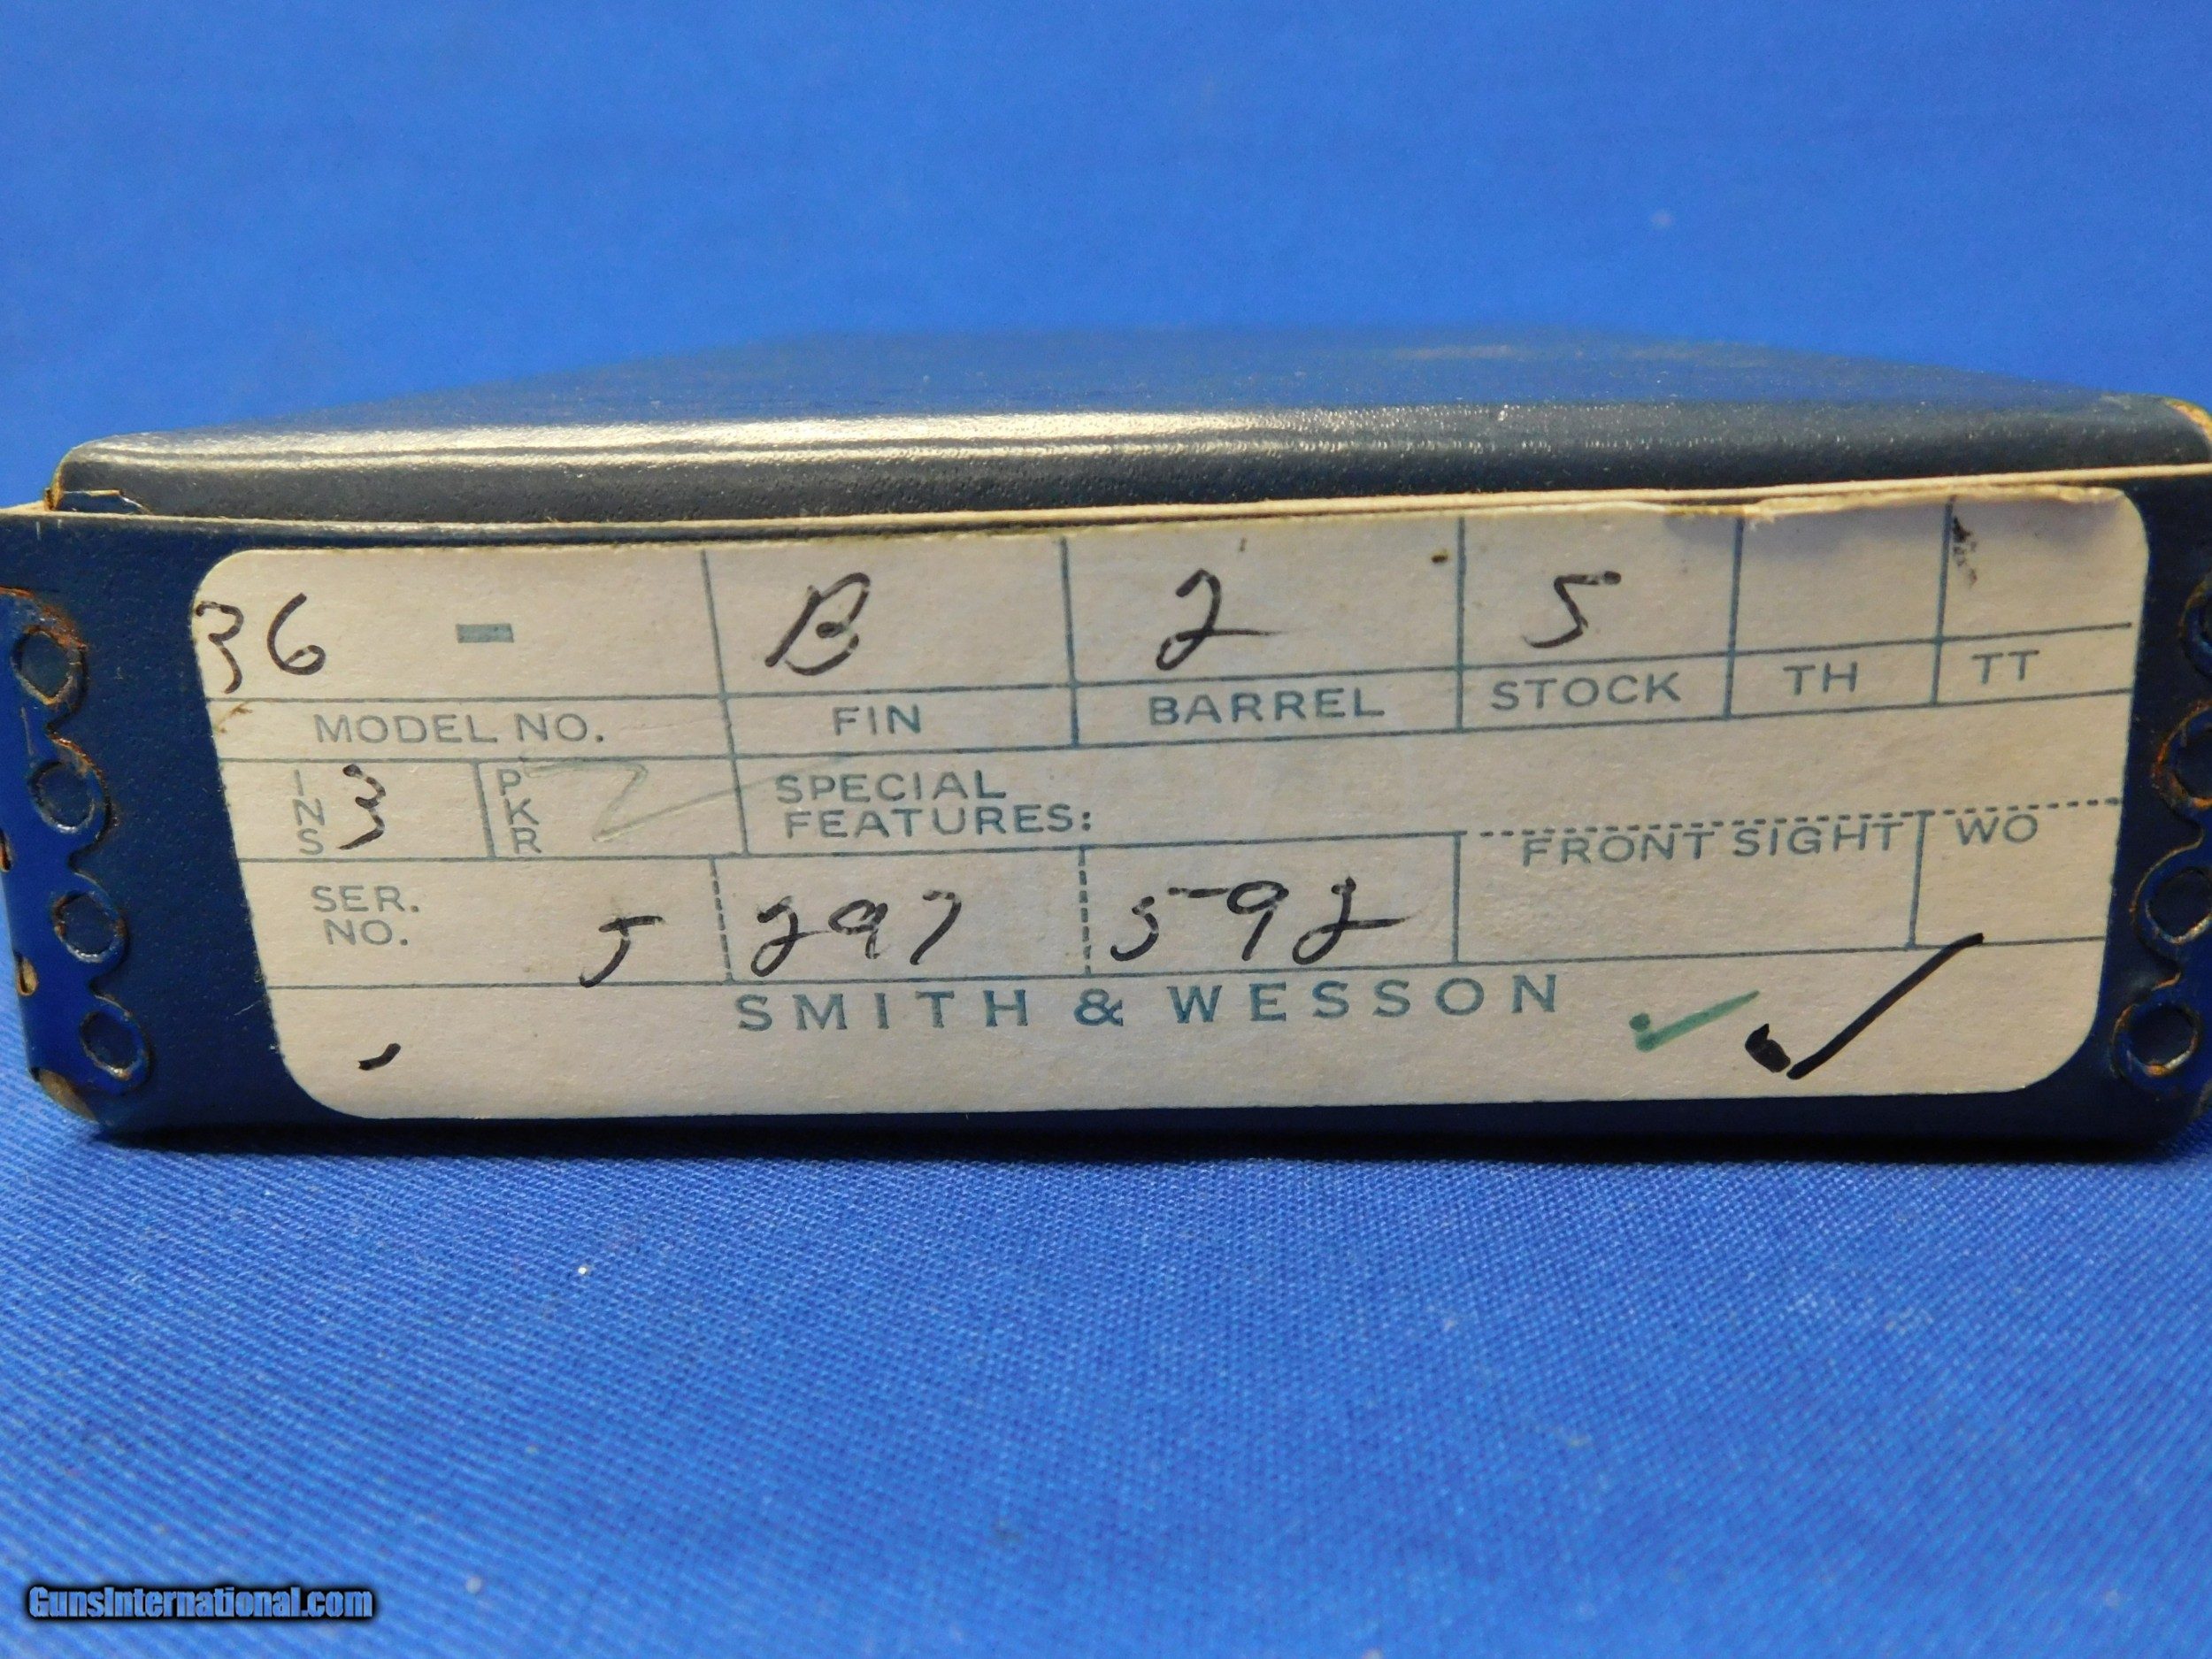 36 - B 2 5
MODEL NO. FIN BARREL STOCK TH TT
INS 3 PKR 2 SPECIAL
FEATURES:
FRONT SIGHT WO
SER.
NO. J 297 592
SMITH & WESSON
GunsInternational.com